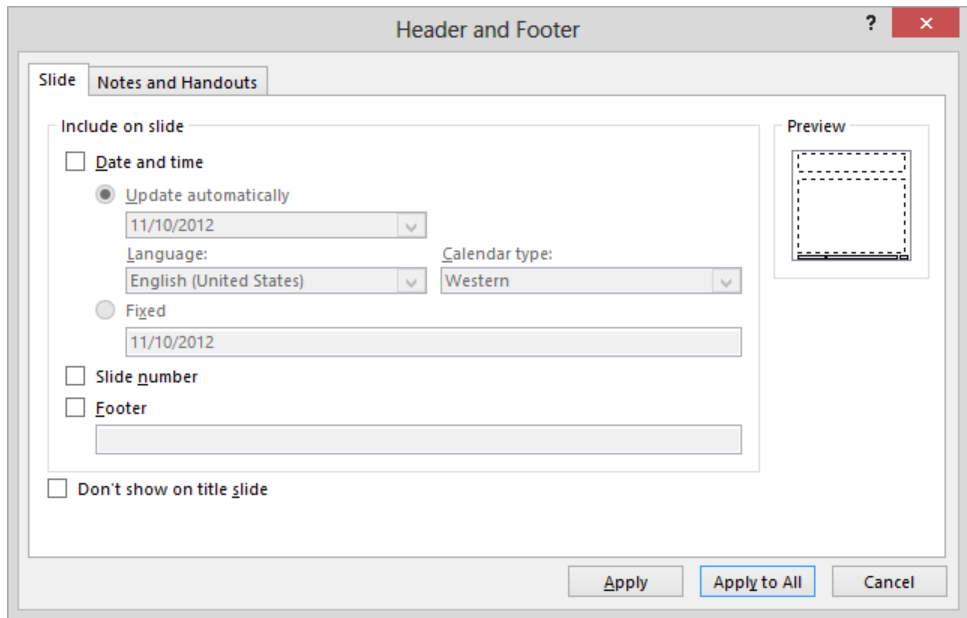 Header and Footer
?
Slide
Notes and Handouts
Include on slide
Preview
Date and time
Update automatically
11/10/2012
Language:
Calendar type:
English (United States)
Western
Fixed
11/10/2012
Slide number
Footer
Don't show on title slide
Apply
Apply to All
Cancel